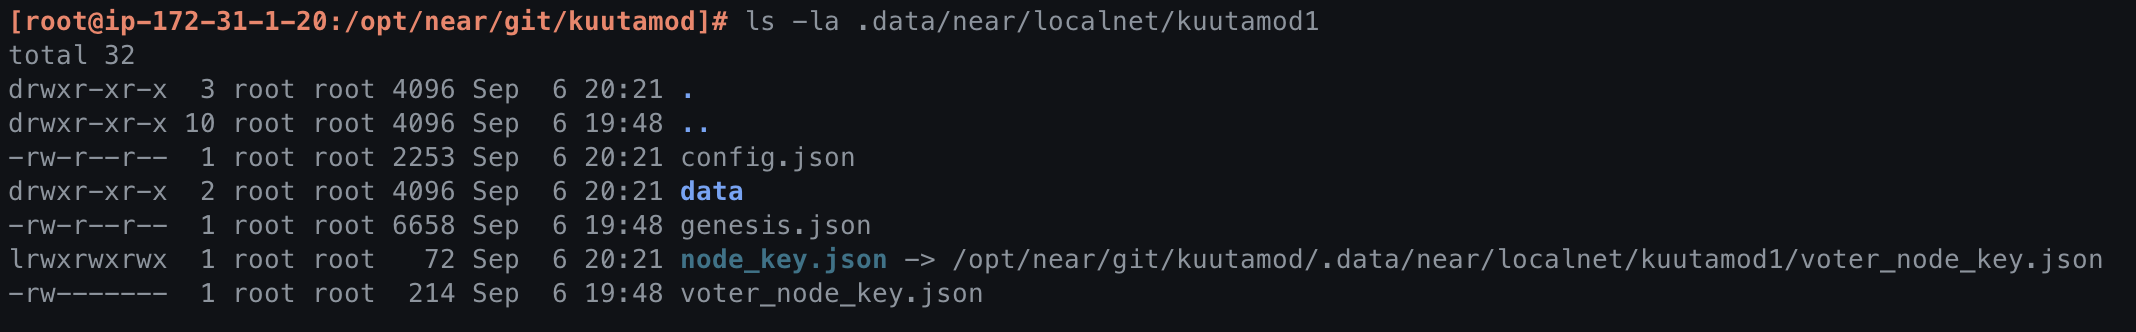 [root@ip-172-31-1-20:/opt/near/git/kuutamod]# ls -la .data/near/localnet/kuutamod1
total 32
drwxr-xr-x  3 root root 4096 Sep  6 20:21 .
drwxr-xr-x 10 root root 4096 Sep  6 19:48 ..
-rw-r--r--  1 root root 2253 Sep  6 20:21 config.json
drwxr-xr-x  2 root root 4096 Sep  6 20:21 data
-rw-r--r--  1 root root 6658 Sep  6 19:48 genesis.json
lrwxrwxrwx  1 root root   72 Sep  6 20:21 node_key.json -> /opt/near/git/kuutamod/.data/near/localnet/kuutamod1/voter_node_key.json
-rw-------  1 root root  214 Sep  6 19:48 voter_node_key.json